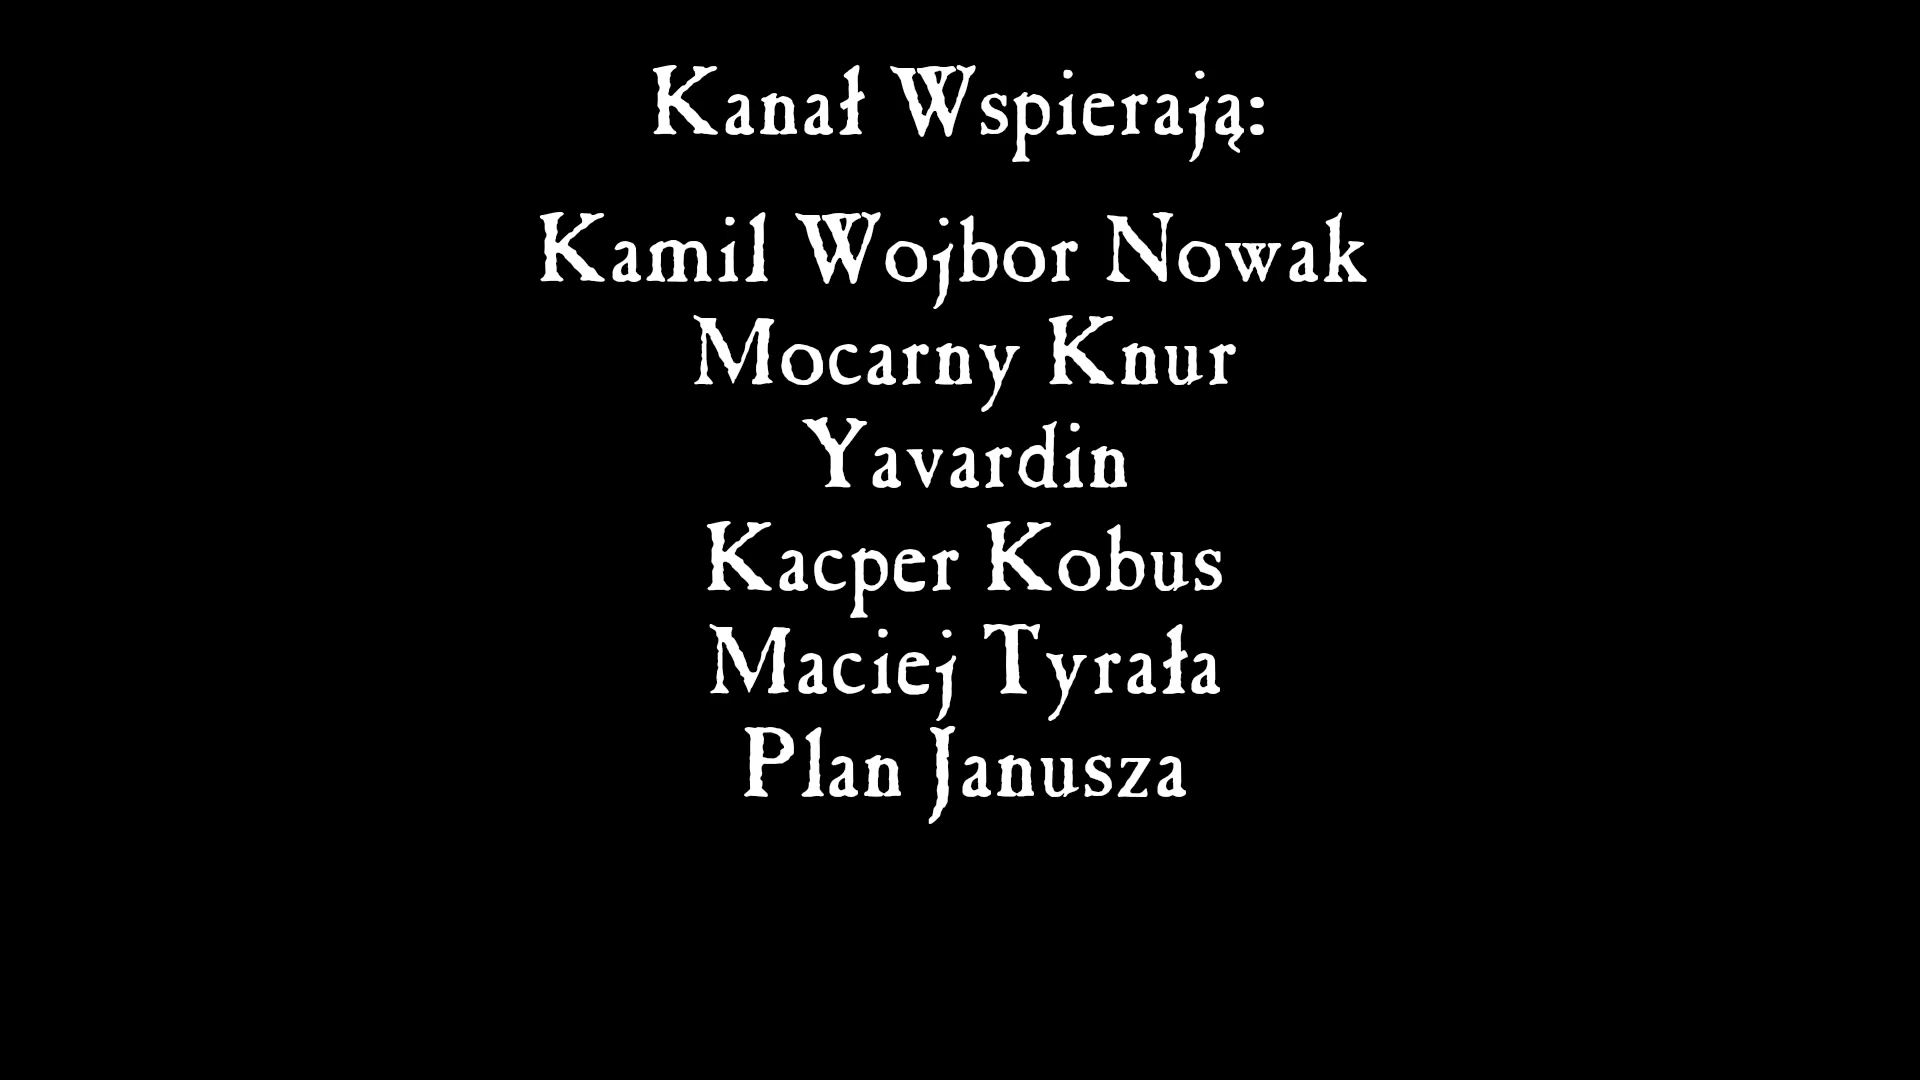 Kanał Wspierają:
Kamil Wojbor Nowak
Mocarny Knur
Yavardin
Kacper Kobus
Maciej Tyrała
Plan Janusza